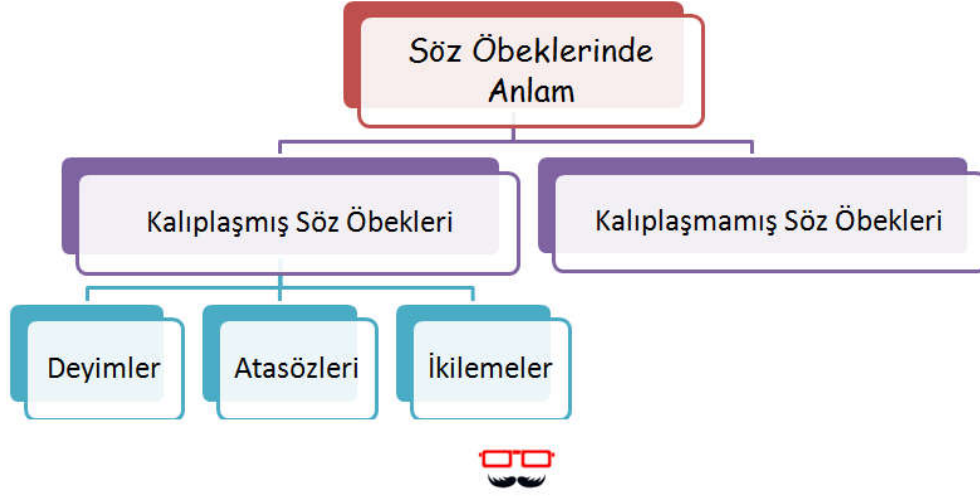 Söz Öbeklerinde
Anlam
Kalıplaşmış Söz Öbekleri
Kalıplaşmamış Söz Öbekleri
Deyimler
Atasözleri
İkilemeler